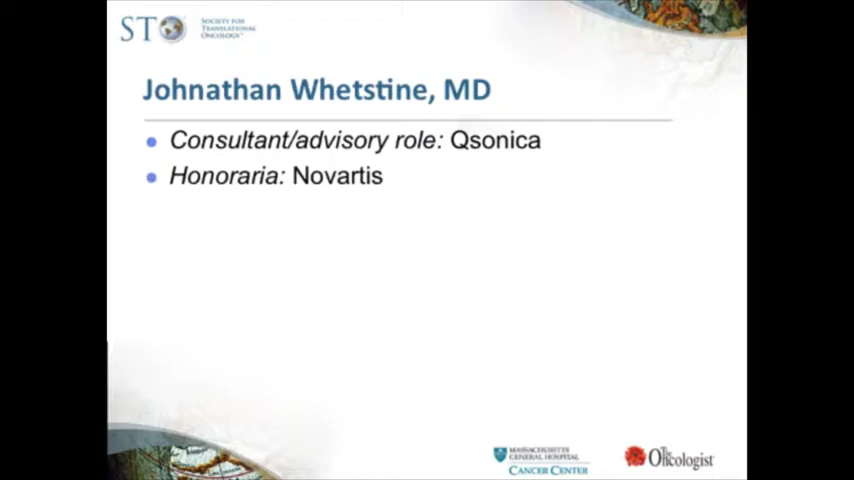 STO
SOCIETY FOR
TRANSLATIONAL
ONCOLOGY
Johnathan Whetstine, MD
Consultant/advisory role: Qsonica
Honoraria: Novartis
MASSACHUSETTS
GENERAL HOSPITAL
CANCER CENTER
The
Oncologist